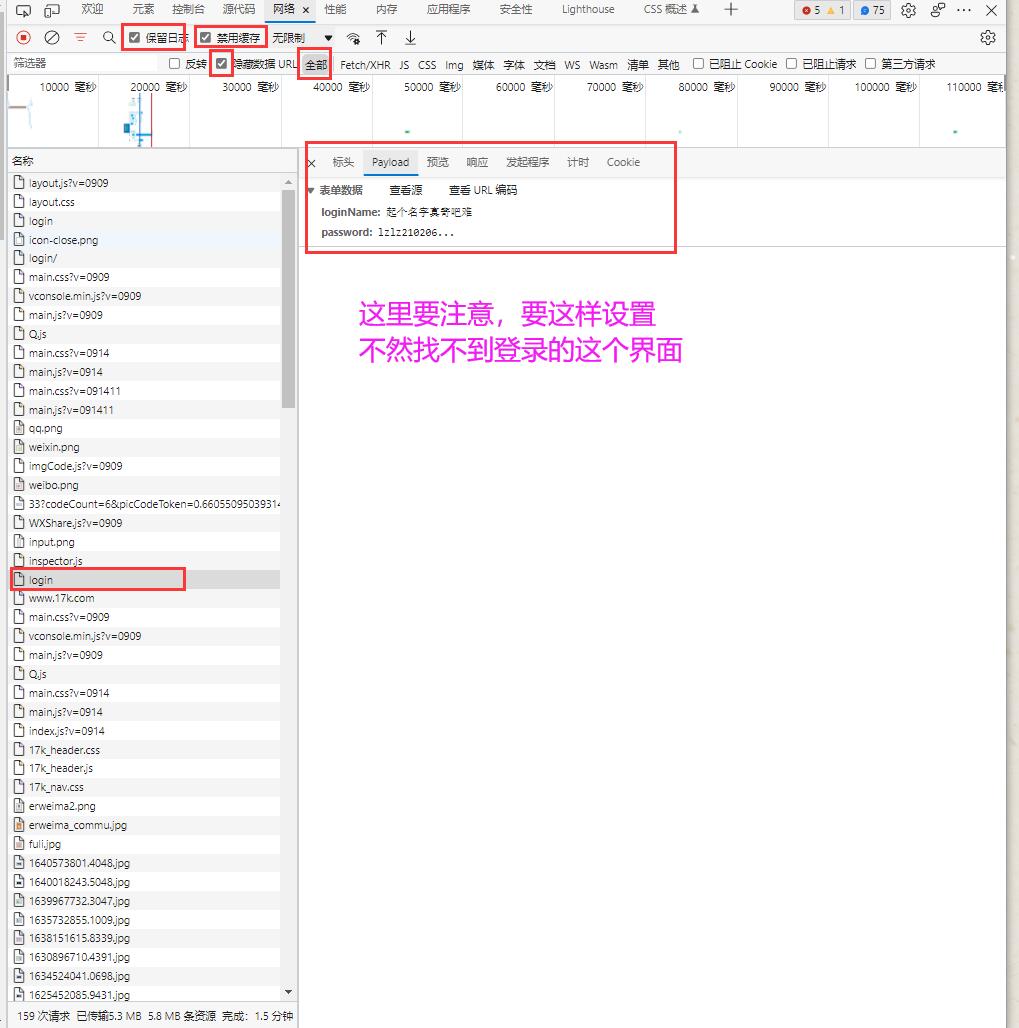 欢迎 元素 控制台 源代码 网络 性能 内存 应用程序 安全性 Lighthouse CSS 概述 5 1 75
保留日志 禁用缓存 无限制
筛选器 反转 隐藏数据 URL 全部 Fetch/XHR JS CSS Img 媒体 字体 文档 WS Wasm 清单 其他 已阻止 Cookie 已阻止请求 第三方请求
10000 毫秒 20000 毫秒 30000 毫秒 40000 毫秒 50000 毫秒 60000 毫秒 70000 毫秒 80000 毫秒 90000 毫秒 100000 毫秒 110000 毫秒
名称
标头 Payload 预览 响应 发起程序 计时 Cookie
表单数据 查看源 查看 URL 编码
loginName: 起个名字真奇吧难
password: lzlz210206...
这里要注意，要这样设置
不然找不到登录的这个界面
layout.js?v=0909
layout.css
login
icon-close.png
login/
main.css?v=0909
vconsole.min.js?v=0909
main.js?v=0909
Q.js
main.css?v=0914
main.js?v=0914
main.css?v=091411
main.js?v=091411
qq.png
weixin.png
imgCode.js?v=0909
weibo.png
33?codeCount=6&picCodeToken=0.6605509503931
WXShare.js?v=0909
input.png
inspector.js
login
www.17k.com
main.css?v=0909
vconsole.min.js?v=0909
main.js?v=0909
Q.js
main.css?v=0914
main.js?v=0914
index.js?v=0914
17k_header.css
17k_header.js
17k_nav.css
erweima2.png
erweima_commu.jpg
fuli.jpg
1640573801.4048.jpg
1640018243.5048.jpg
1639967732.3047.jpg
1635732855.1009.jpg
1638151615.8339.jpg
1630896710.4391.jpg
1634524041.0698.jpg
1625452085.9431.jpg
159 次请求 已传输5.3 MB 5.8 MB 条资源 完成：1.5 分钟